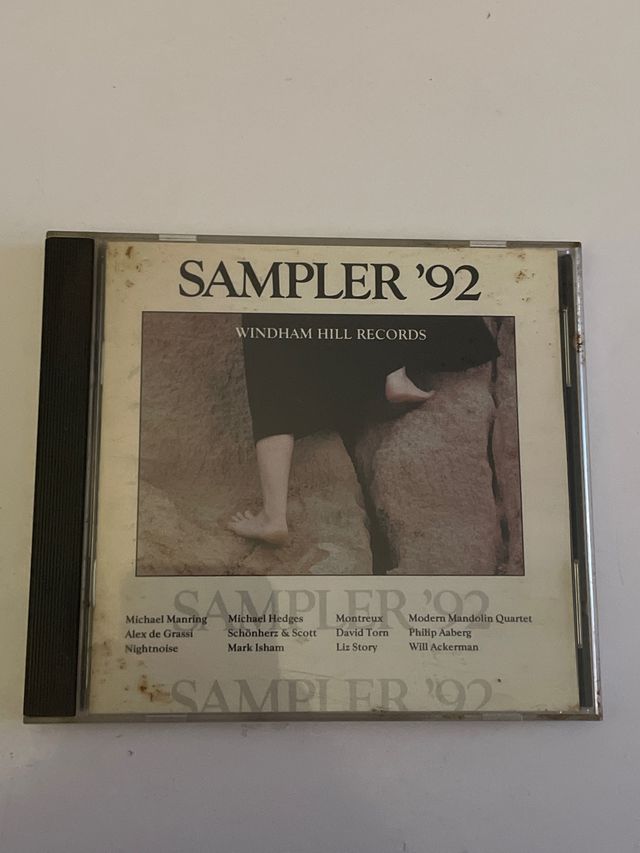 SAMPLER '92
WINDHAM HILL RECORDS
SAMPLER '92
Michael Manring Michael Hedges Montreux Modern Mandolin Quartet
Alex de Grassi Schönherz & Scott David Torn Philip Aaberg
Nightnoise Mark Isham Liz Story Will Ackerman
SAMPLER '92